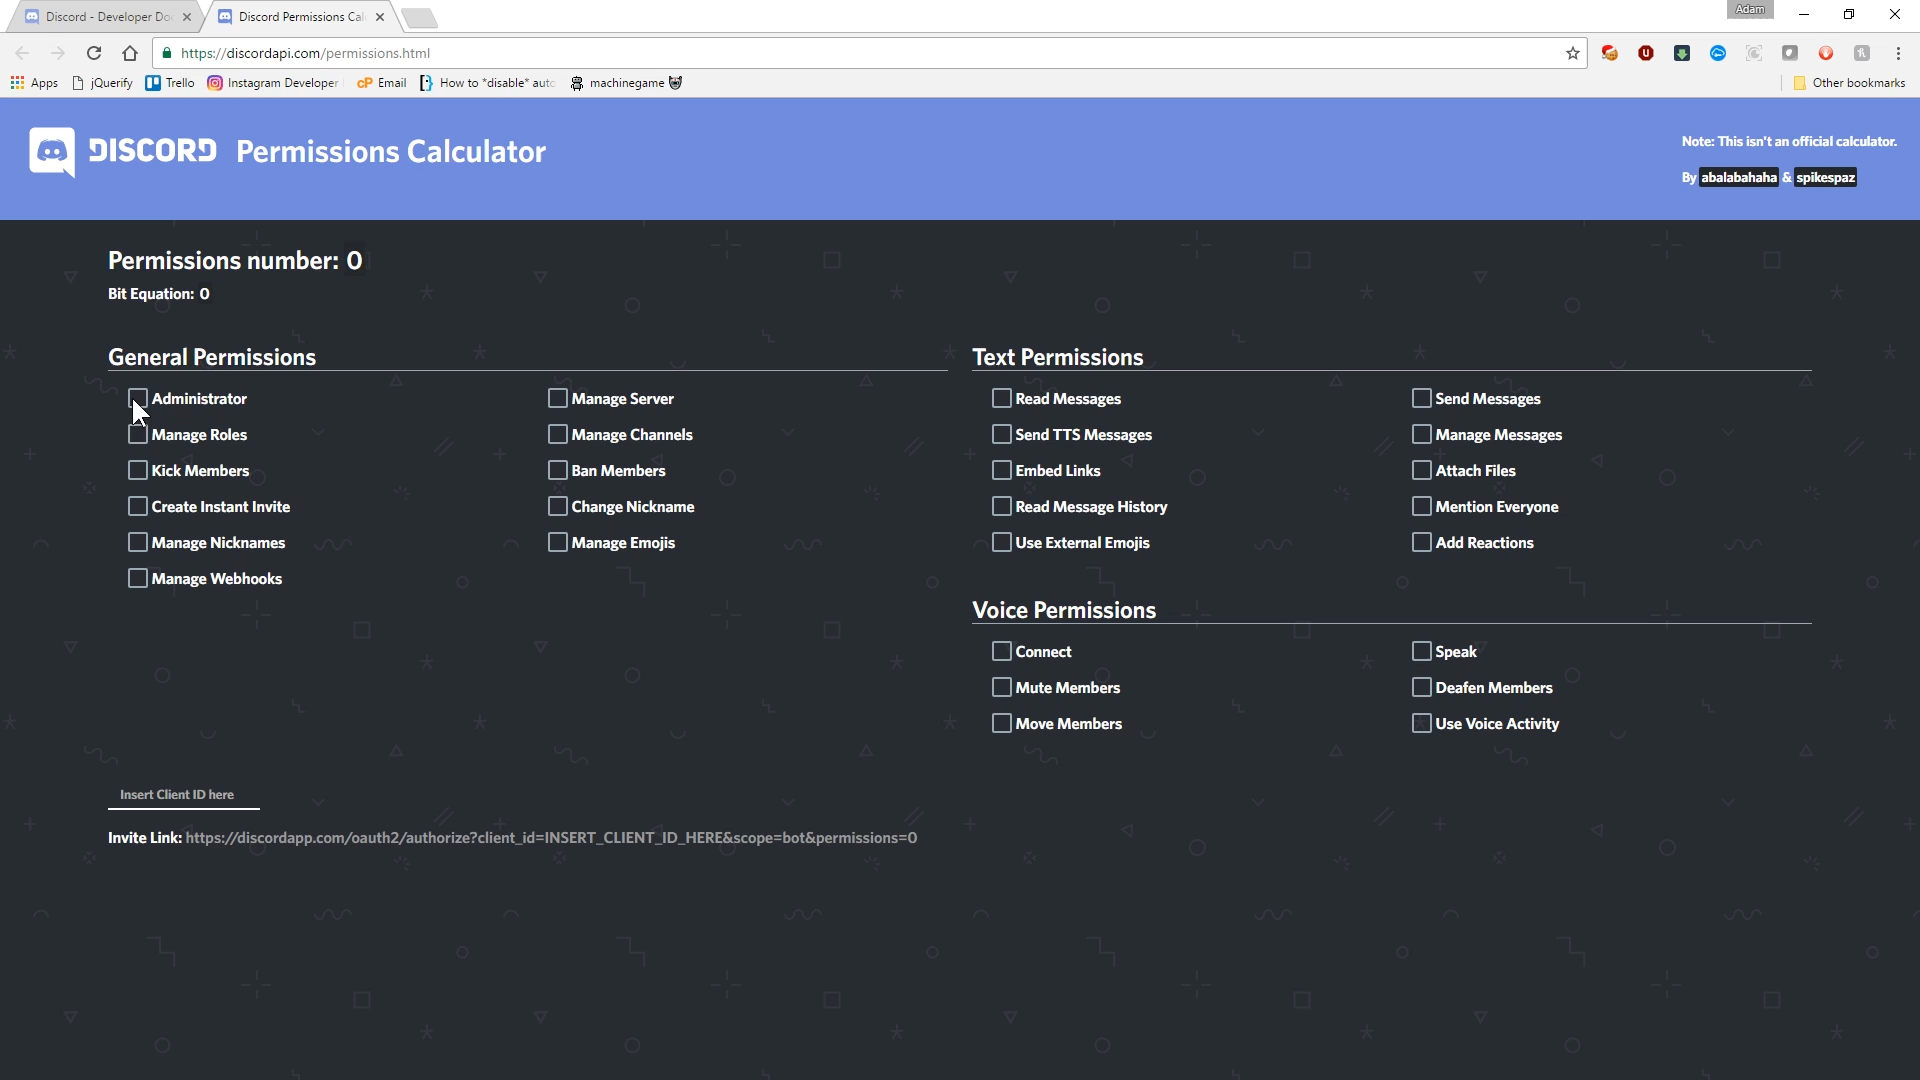 Discord - Developer Do
Discord Permissions Cal
Adam
https://discordapi.com/permissions.html
Apps
jQuerify
Trello
Instagram Developer
cP Email
How to *disable* auto
machinegame
Other bookmarks
DISCORD Permissions Calculator
Note: This isn't an official calculator.
By abalabahaha & spikespaz
Permissions number: 0
Bit Equation: 0
General Permissions
Administrator
Manage Server
Manage Roles
Manage Channels
Kick Members
Ban Members
Create Instant Invite
Change Nickname
Manage Nicknames
Manage Emojis
Manage Webhooks
Text Permissions
Read Messages
Send Messages
Send TTS Messages
Manage Messages
Embed Links
Attach Files
Read Message History
Mention Everyone
Use External Emojis
Add Reactions
Voice Permissions
Connect
Speak
Mute Members
Deafen Members
Move Members
Use Voice Activity
Insert Client ID here
Invite Link: https://discordapp.com/oauth2/authorize?client_id=INSERT_CLIENT_ID_HERE&scope=bot&permissions=0